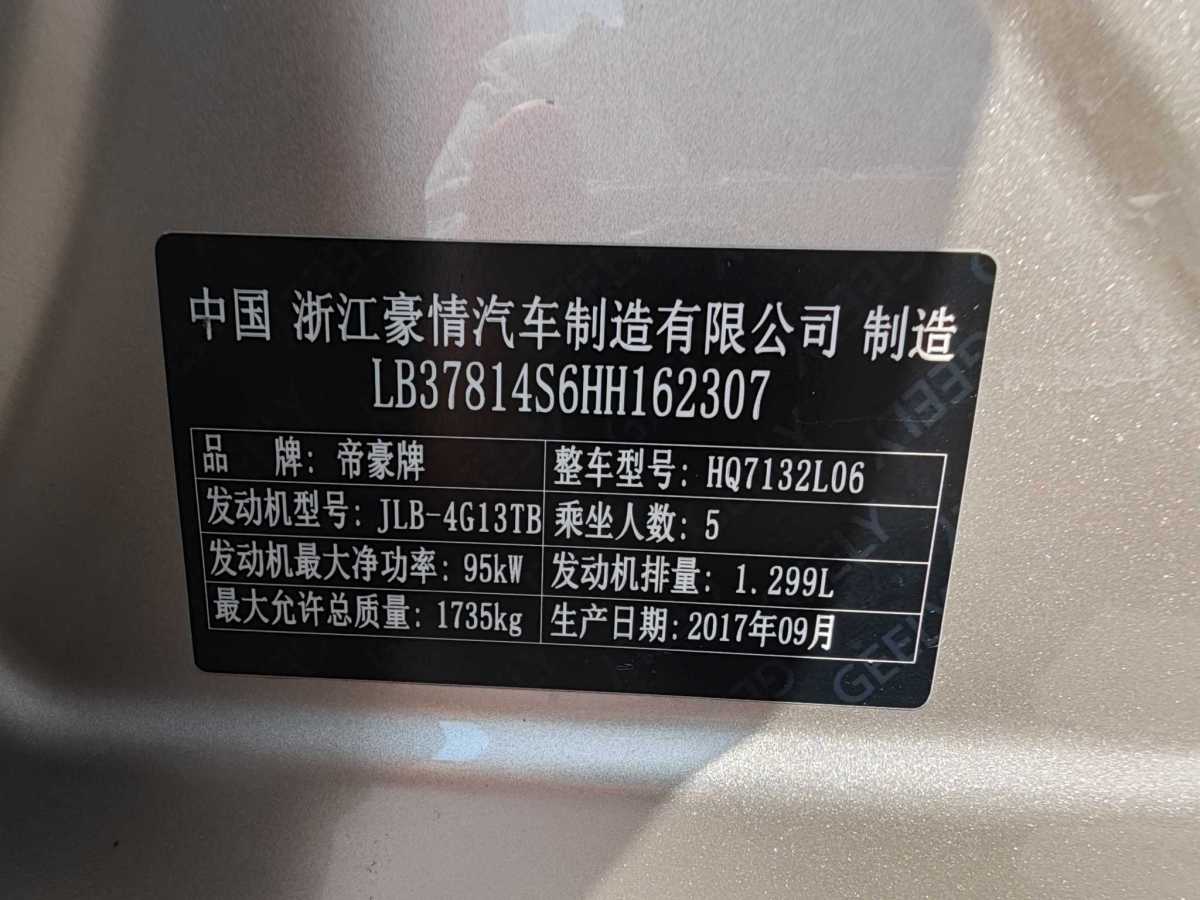 中国 浙江豪情汽车制造有限公司 制造
LB37814S6HH162307
品 牌: 帝豪牌 整车型号: HQ7132L06
发动机型号: JLB-4G13TB 乘坐人数: 5
发动机最大净功率: 95kW 发动机排量: 1.299L
最大允许总质量: 1735kg 生产日期: 2017年09月
GEELY